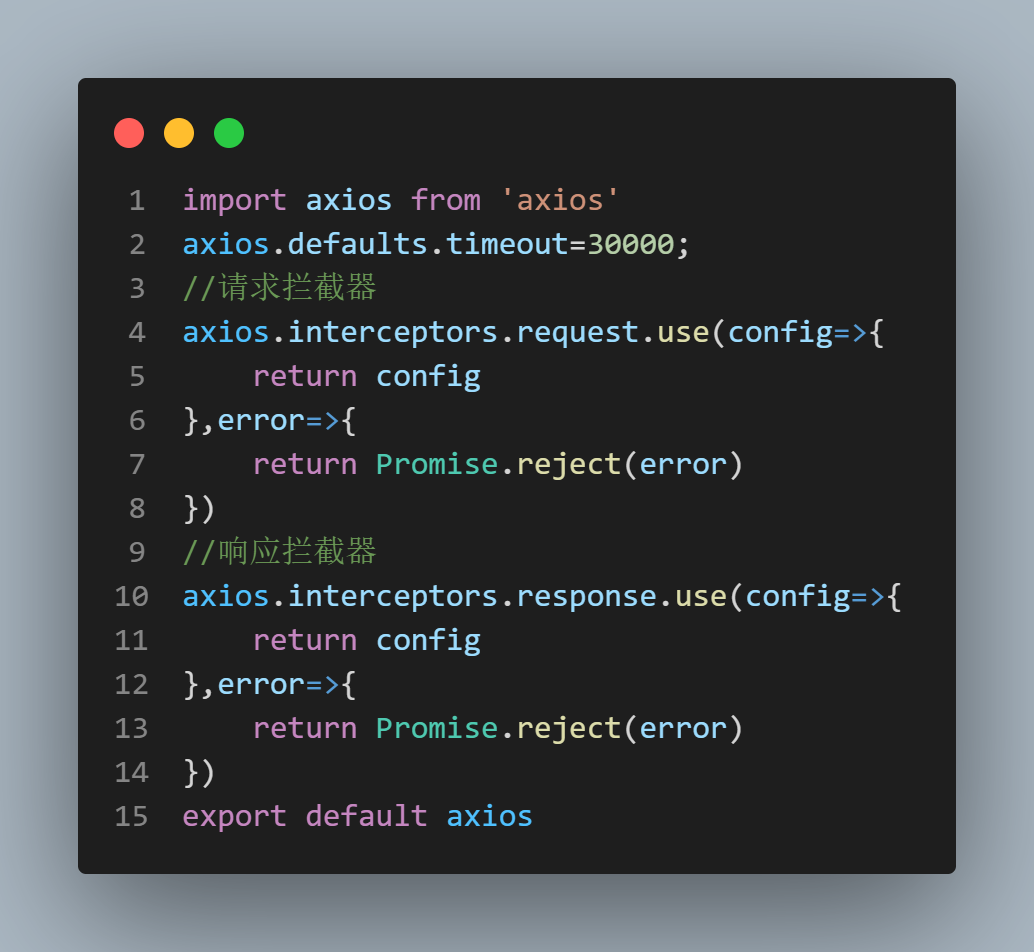 1 import axios from 'axios'
2 axios.defaults.timeout=30000;
3 //请求拦截器
4 axios.interceptors.request.use(config=>{
5     return config
6 },error=>{
7     return Promise.reject(error)
8 })
9 //响应拦截器
10 axios.interceptors.response.use(config=>{
11     return config
12 },error=>{
13     return Promise.reject(error)
14 })
15 export default axios